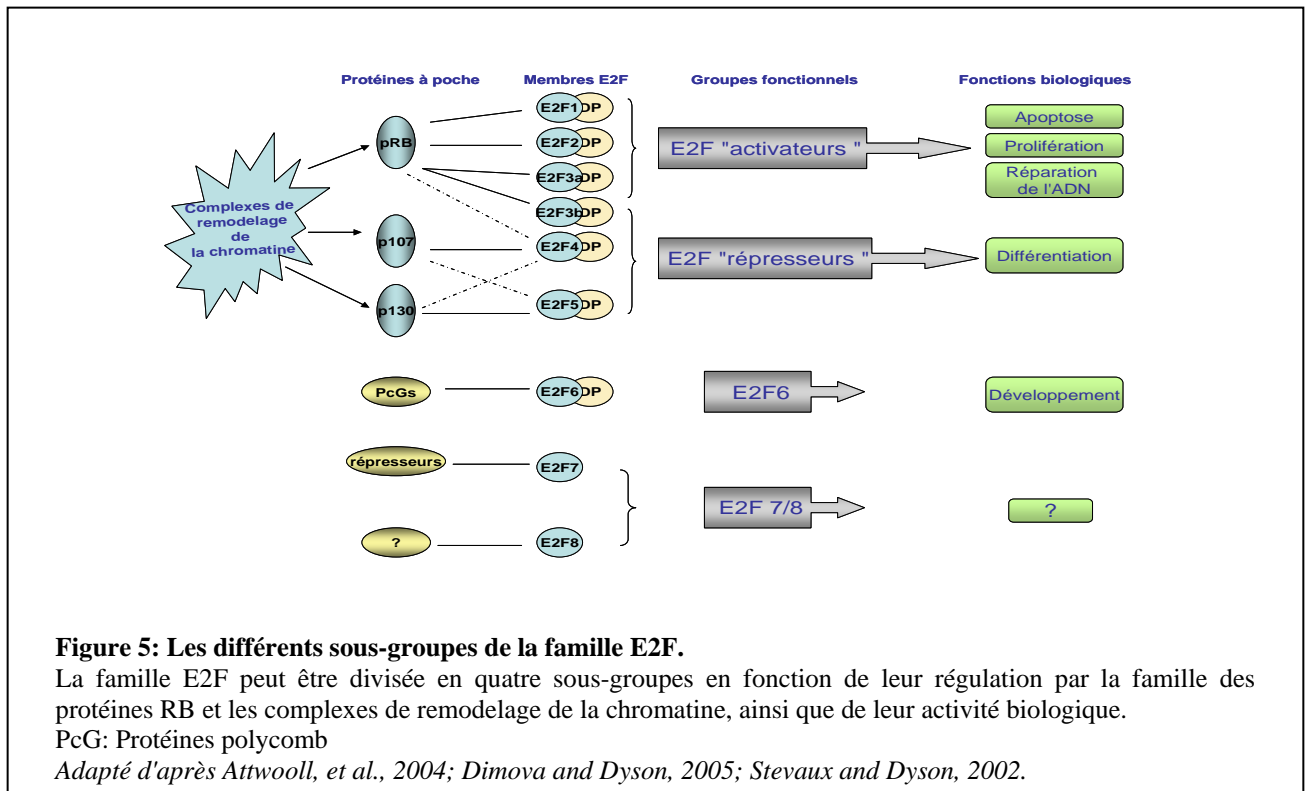 Protéines à poche Membres E2F Groupes fonctionnels Fonctions biologiques
E2F1 DP
Apoptose
pRB
E2F2 DP
E2F "activateurs "
Prolifération
E2F3a DP
Réparation
de l'ADN
Complexes de
remodelage
de
la chromatine
E2F3b DP
p107
E2F4 DP
E2F "répresseurs "
Différentiation
p130
E2F5 DP
PcGs
E2F6 DP
E2F6
Développement
répresseurs
E2F7
E2F 7/8
?
?
E2F8
Figure 5: Les différents sous-groupes de la famille E2F.
La famille E2F peut être divisée en quatre sous-groupes en fonction de leur régulation par la famille des
protéines RB et les complexes de remodelage de la chromatine, ainsi que de leur activité biologique.
PcG: Protéines polycomb
Adapté d'après Attwooll, et al., 2004; Dimova and Dyson, 2005; Stevaux and Dyson, 2002.